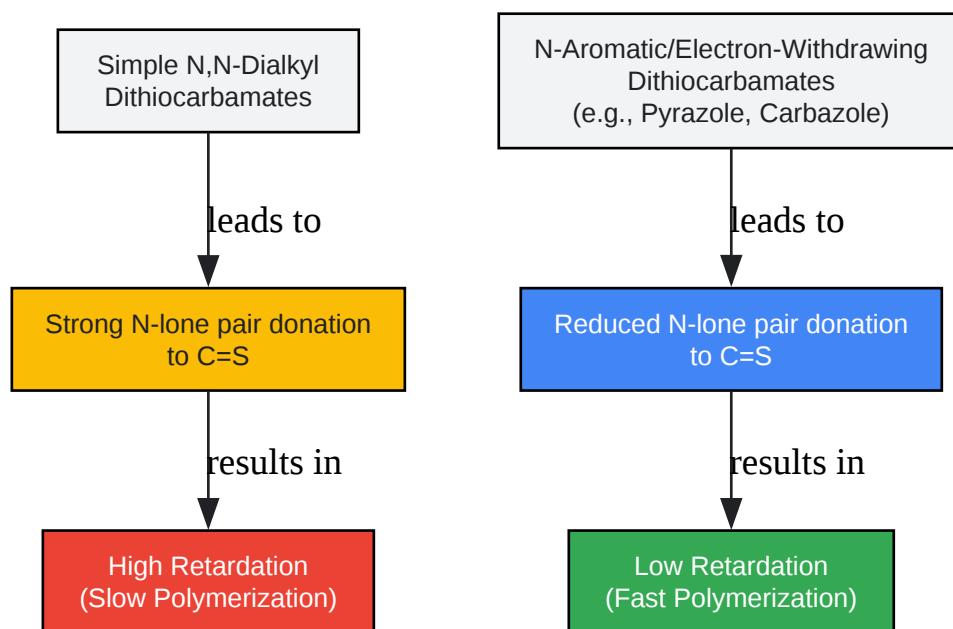 Simple N,N-Dialkyl
Dithiocarbamates
leads to
Strong N-lone pair donation
to C=S
results in
High Retardation
(Slow Polymerization)
N-Aromatic/Electron-Withdrawing
Dithiocarbamates
(e.g., Pyrazole, Carbazole)
leads to
Reduced N-lone pair donation
to C=S
results in
Low Retardation
(Fast Polymerization)